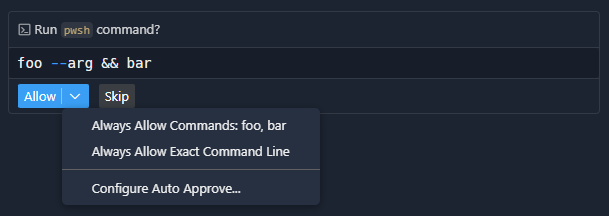 Run pwsh command?
foo --arg && bar
Allow
Skip
Always Allow Commands: foo, bar
Always Allow Exact Command Line
Configure Auto Approve...